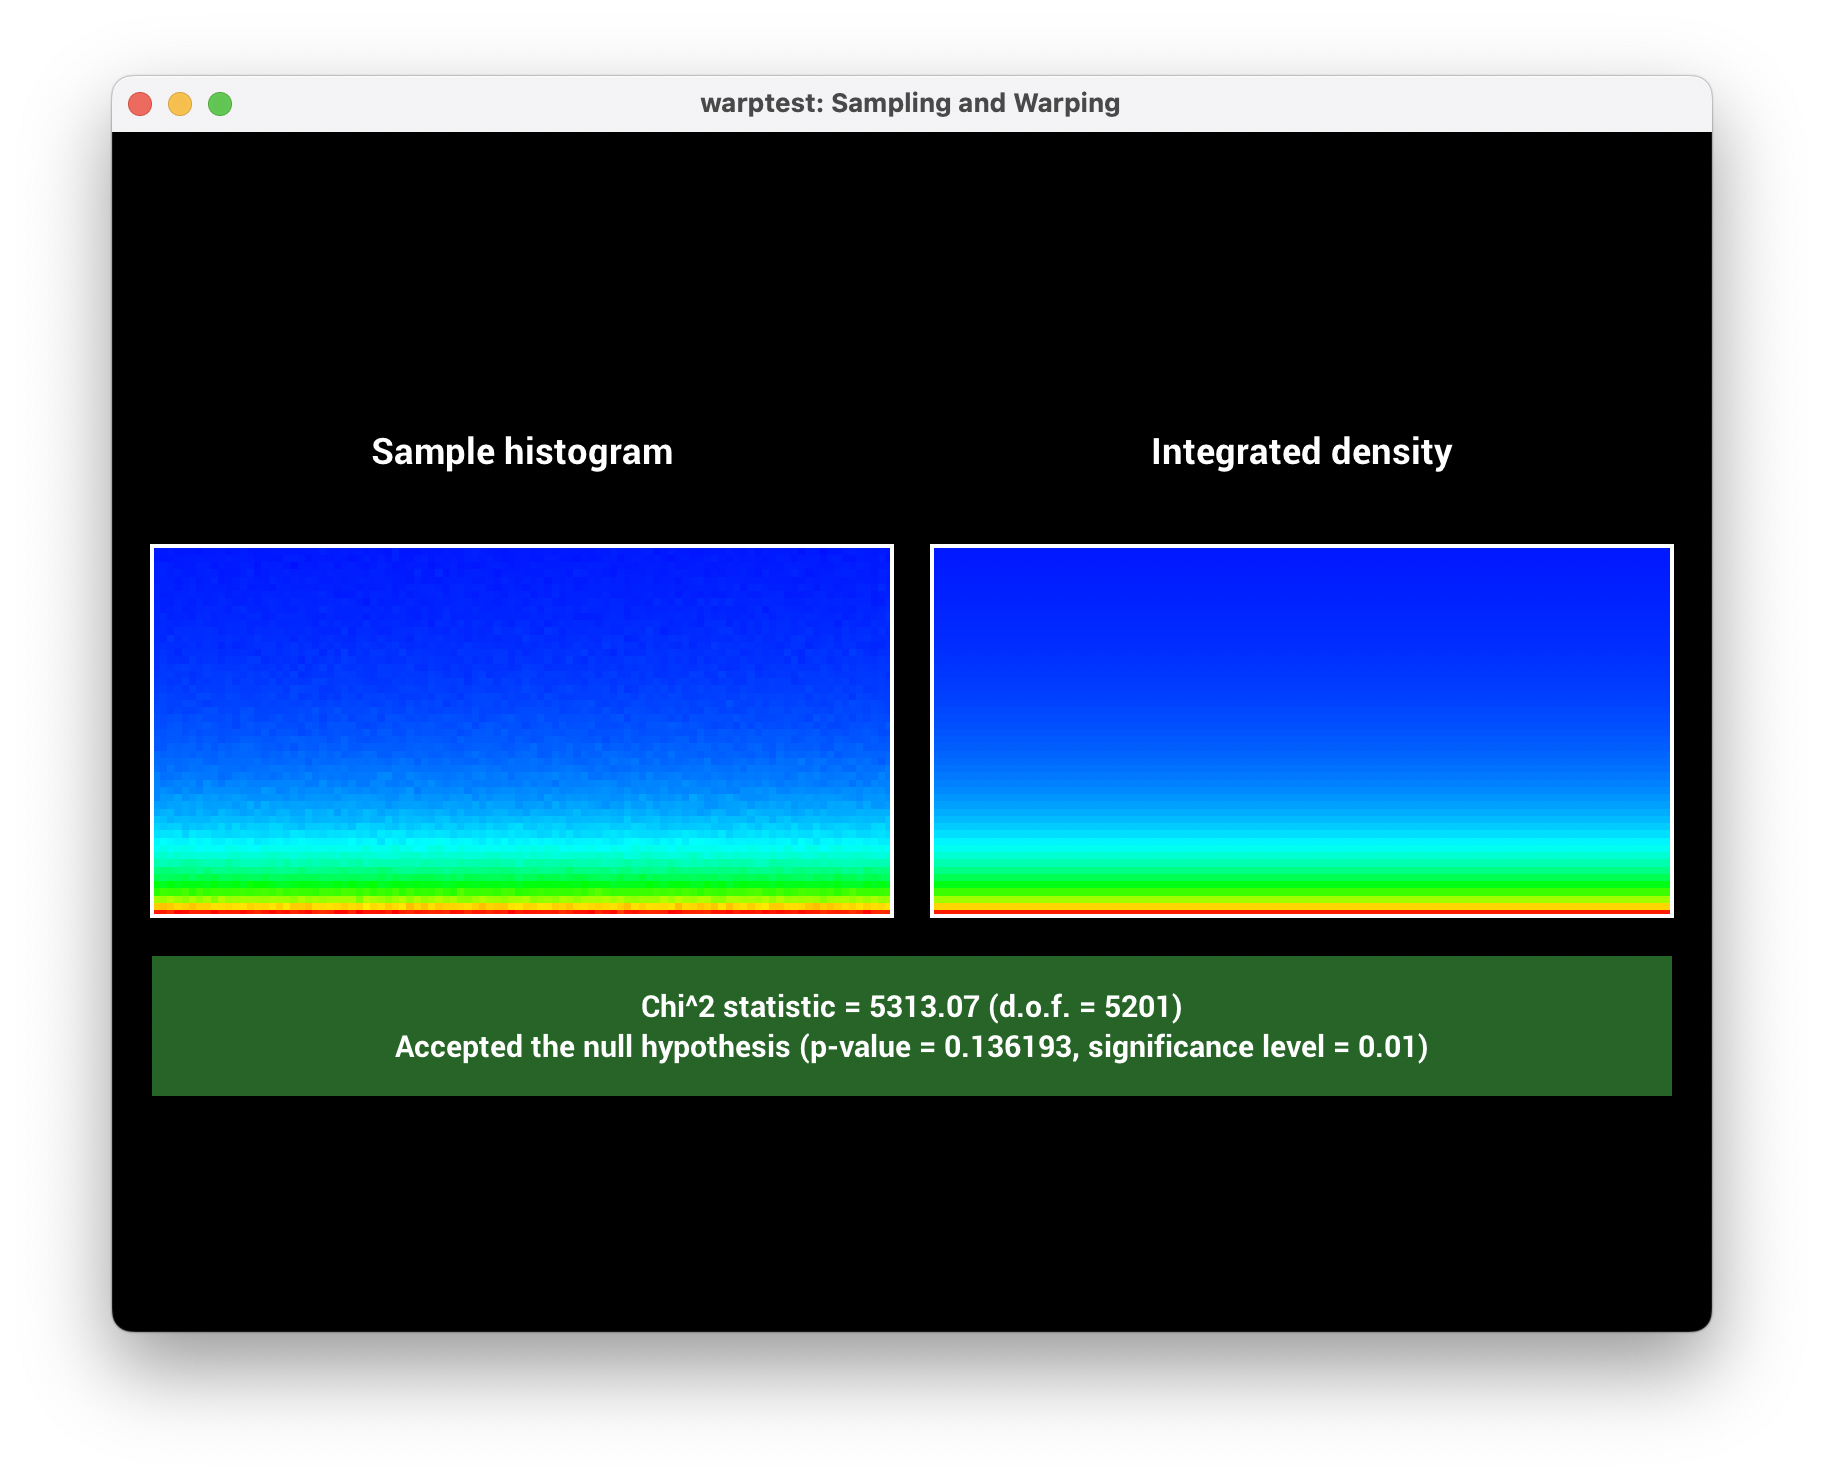 warptest: Sampling and Warping
Sample histogram
Integrated density
Chi^2 statistic = 5313.07 (d.o.f. = 5201)
Accepted the null hypothesis (p-value = 0.136193, significance level = 0.01)